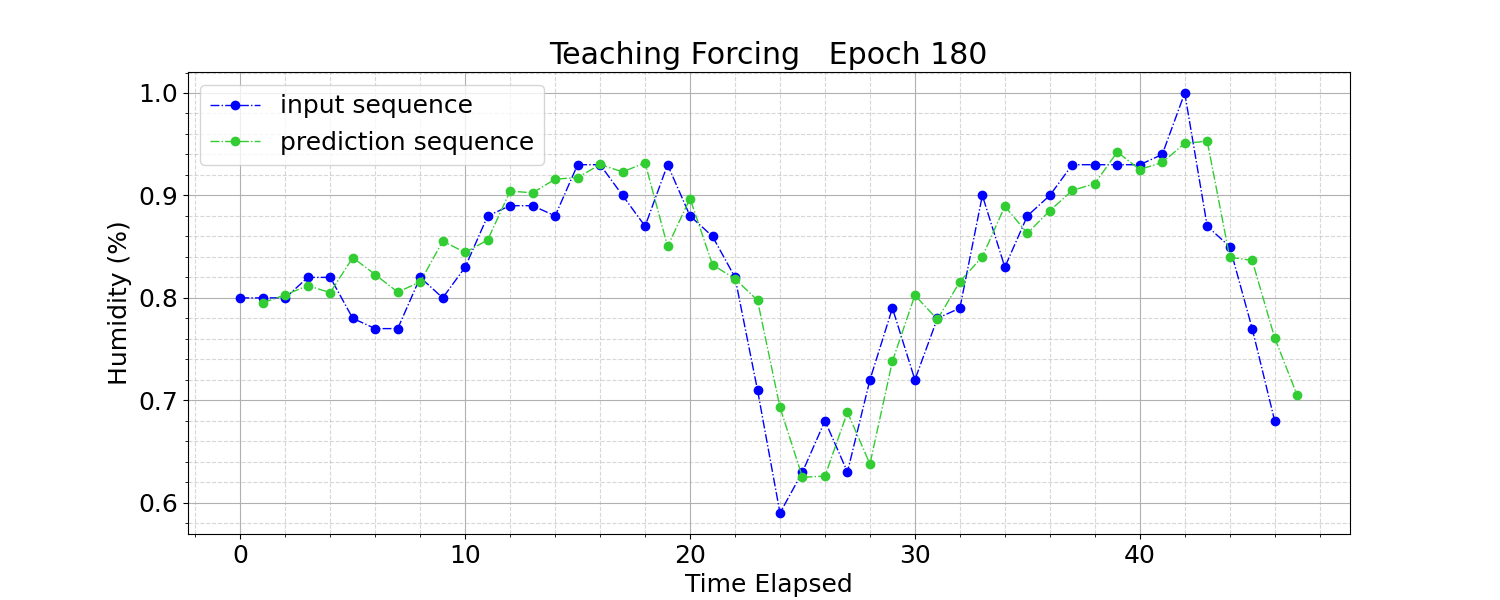 Teaching Forcing   Epoch 180
input sequence
prediction sequence
Humidity (%)
1.0
0.9
0.8
0.7
0.6
0 10 20 30 40
Time Elapsed